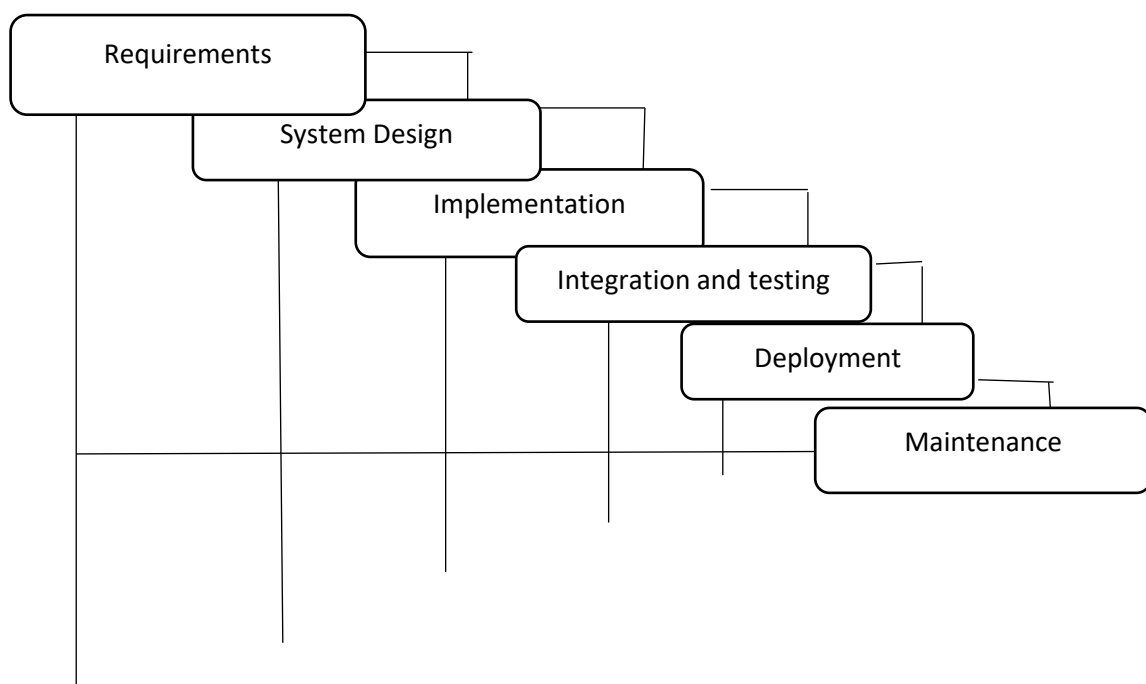 Requirements
System Design
Implementation
Integration and testing
Deployment
Maintenance